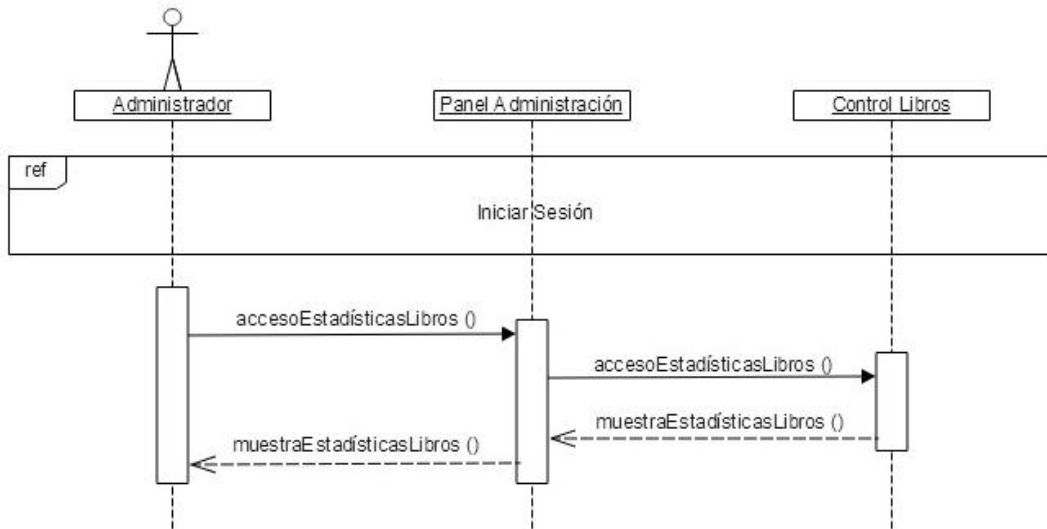 Administrador
Panel Administración
Control Libros
ref
Iniciar Sesión
accesoEstadísticasLibros ()
accesoEstadísticasLibros ()
muestraEstadísticasLibros ()
muestraEstadísticasLibros ()